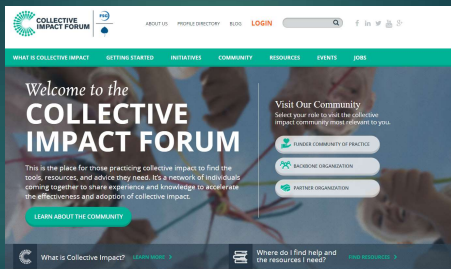 COLLECTIVE
IMPACT FORUM
FSG
ABOUT US PROFILE DIRECTORY BLOG LOGIN
WHAT IS COLLECTIVE IMPACT GETTING STARTED INITIATIVES COMMUNITY RESOURCES EVENTS JOBS
Welcome to the
COLLECTIVE
IMPACT FORUM
This is the place for those practicing collective impact to find the
tools, resources, and advice they need. It's a network of individuals
coming together to share experience and knowledge to accelerate
the effectiveness and adoption of collective impact.
LEARN ABOUT THE COMMUNITY
Visit Our Community
Select your role to visit the collective
impact community most relevant to you.
FUNDER COMMUNITY OF PRACTICE
BACKBONE ORGANIZATION
PARTNER ORGANIZATION
What is Collective Impact? LEARN MORE >
Where do I find help and
the resources I need? FIND RESOURCES >